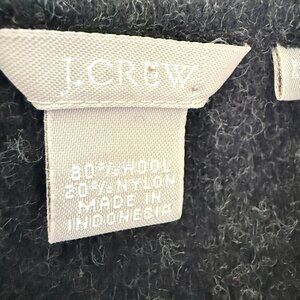 J.CREW
80% WOOL
20% NYLON
MADE IN
INDONESIA